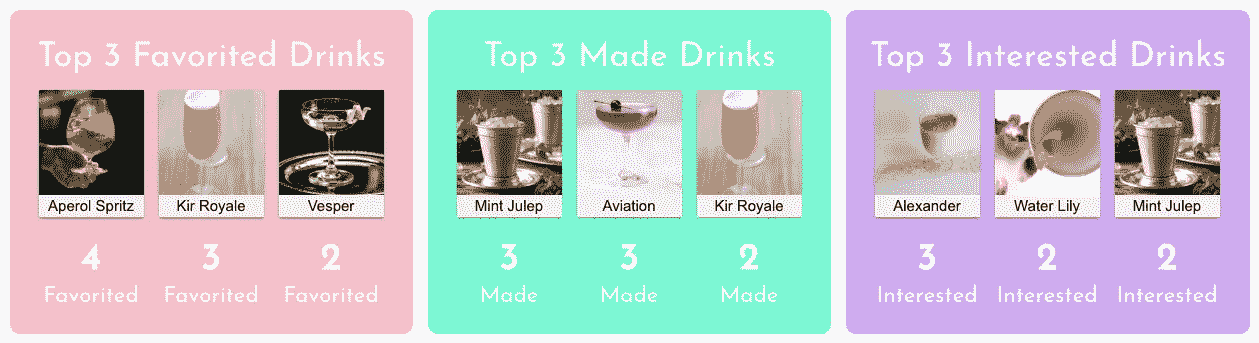 Top 3 Favorited Drinks
Aperol Spritz
Kir Royale
Vesper
4
3
2
Favorited
Favorited
Favorited
Top 3 Made Drinks
Mint Julep
Aviation
Kir Royale
3
3
2
Made
Made
Made
Top 3 Interested Drinks
Alexander
Water Lily
Mint Julep
3
2
2
Interested
Interested
Interested